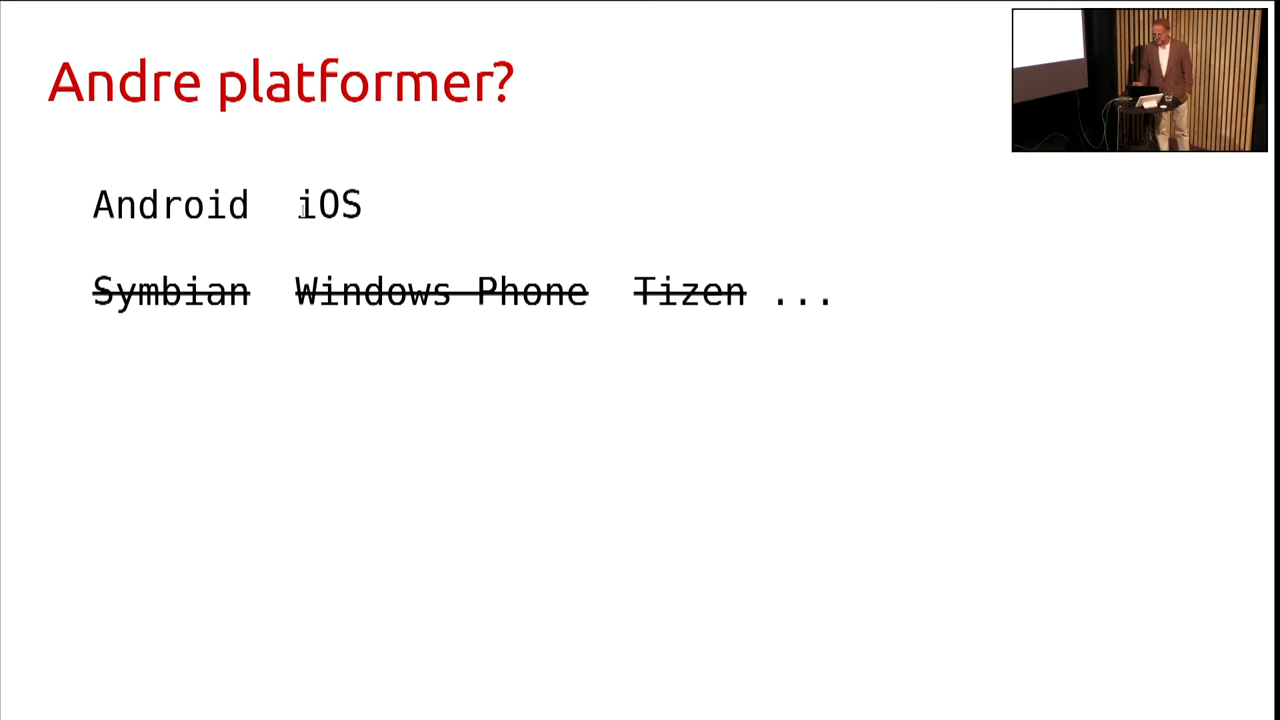 Andre platformer?
Android iOS
Symbian Windows Phone Tizen ...